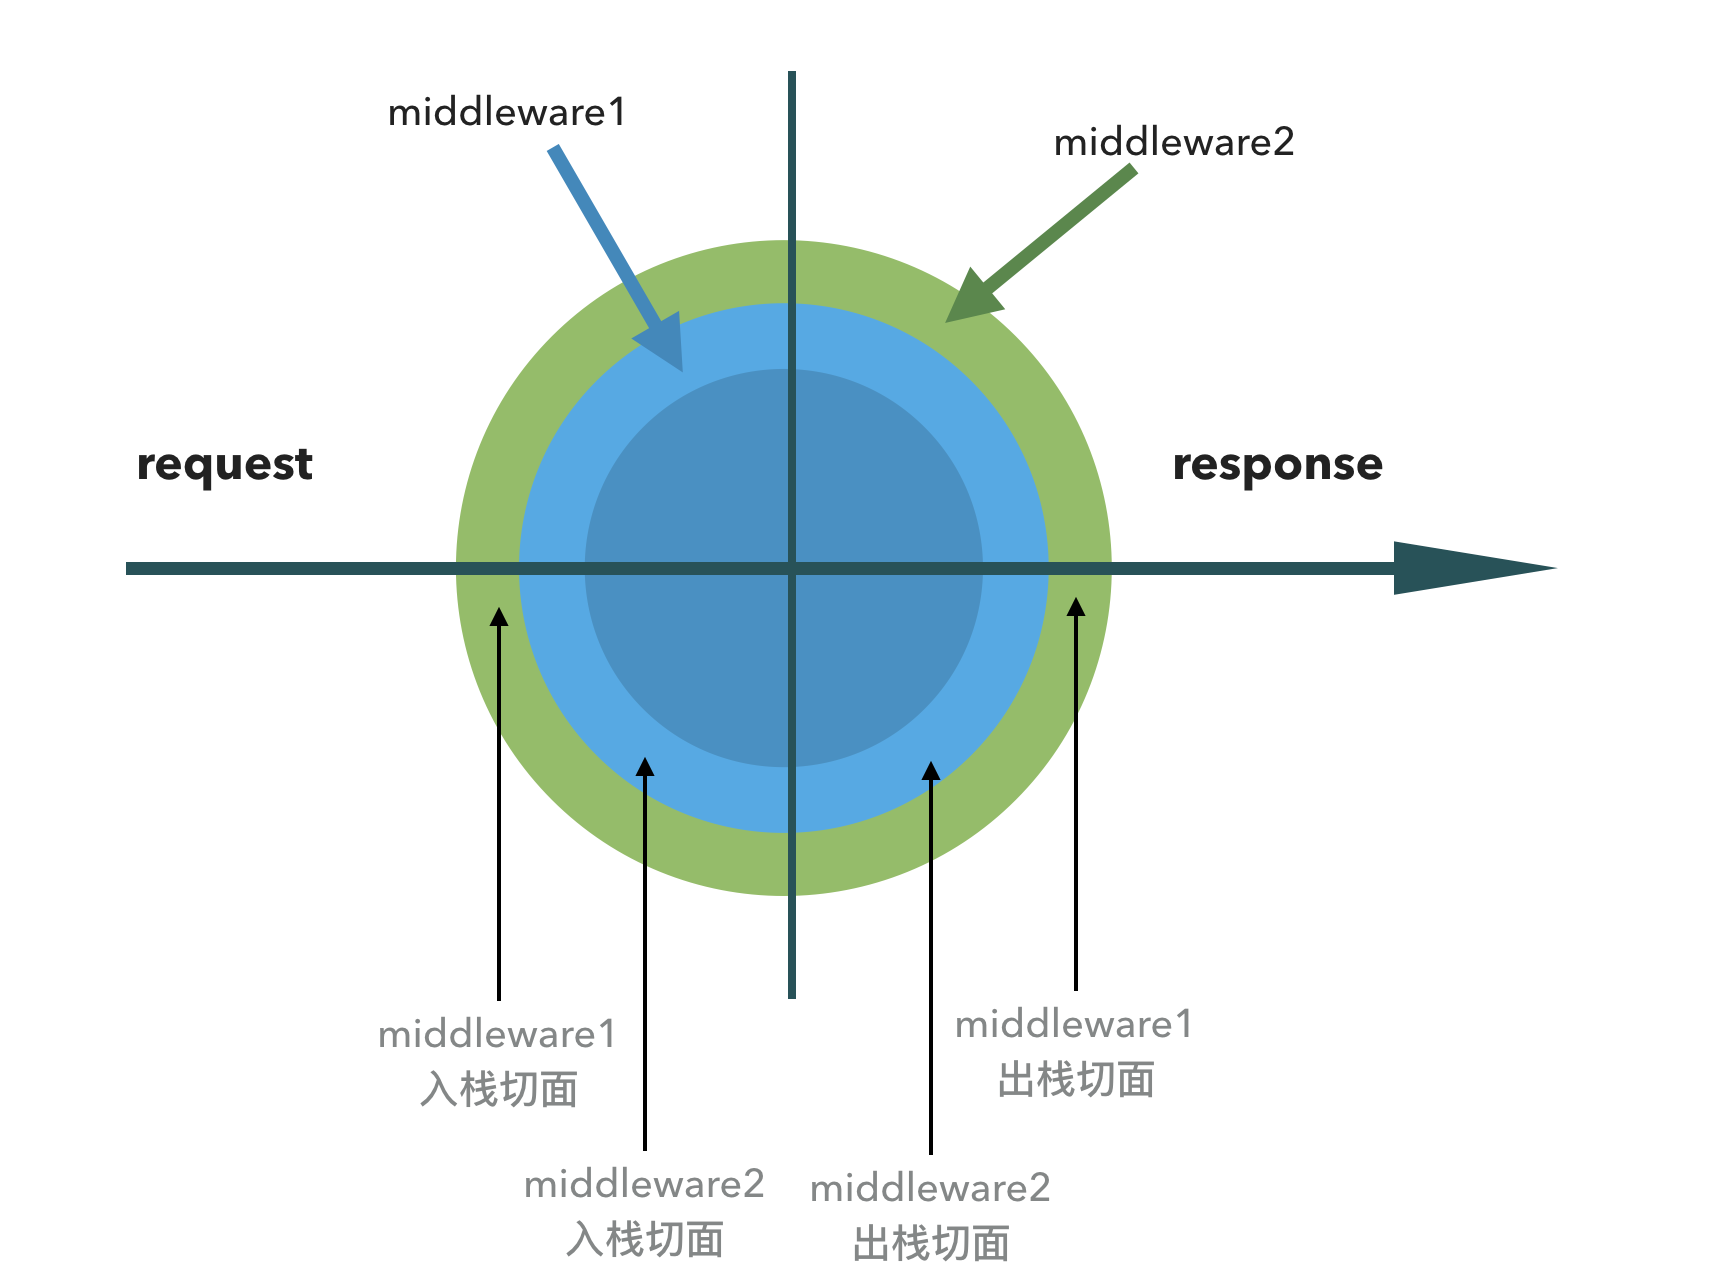 middleware1
middleware2
request
response
middleware1
入栈切面
middleware1
出栈切面
middleware2
入栈切面
middleware2
出栈切面